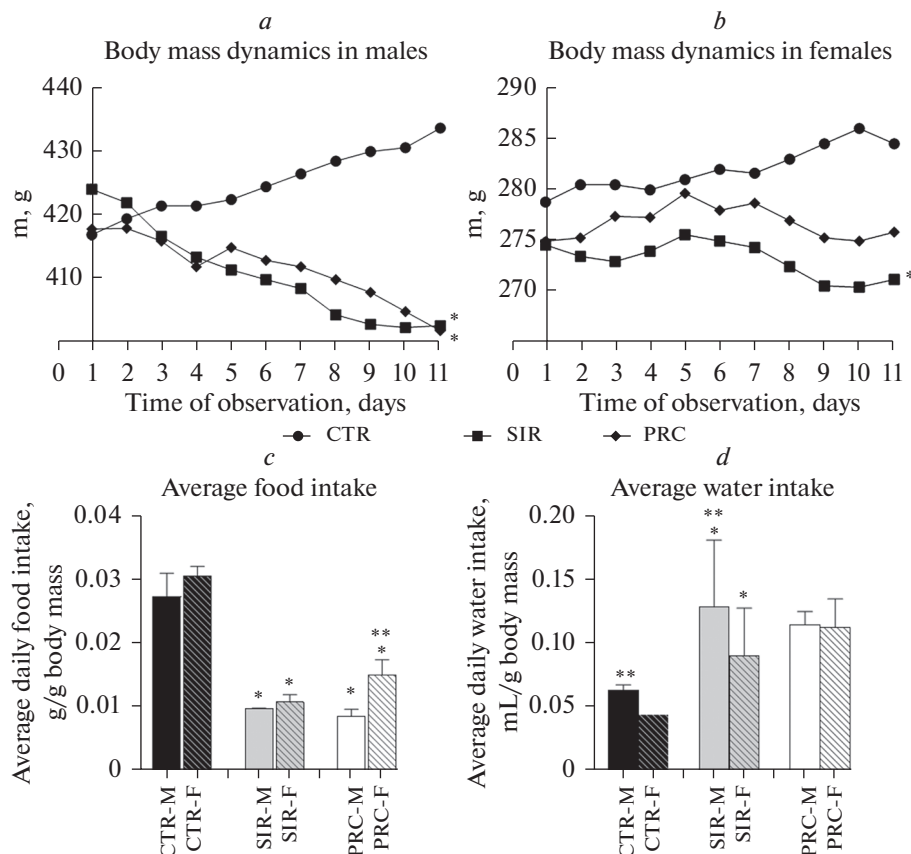 a
Body mass dynamics in males
440
430
420
410
m, g
0 1 2 3 4 5 6 7 8 9 10 11
*
*
Time of observation, days
b
Body mass dynamics in females
290
285
280
275
270
m, g
0 1 2 3 4 5 6 7 8 9 10 11
*
Time of observation, days
CTR SIR PRC
c
Average food intake
Average daily food intake,
g/g body mass
0.04
0.03
0.02
0.01
0
* * * **
*
CTR-M CTR-F SIR-M SIR-F PRC-M PRC-F
d
Average water intake
Average daily water intake,
mL/g body mass
0.20
0.15
0.10
0.05
0
** **
* *
CTR-M CTR-F SIR-M SIR-F PRC-M PRC-F